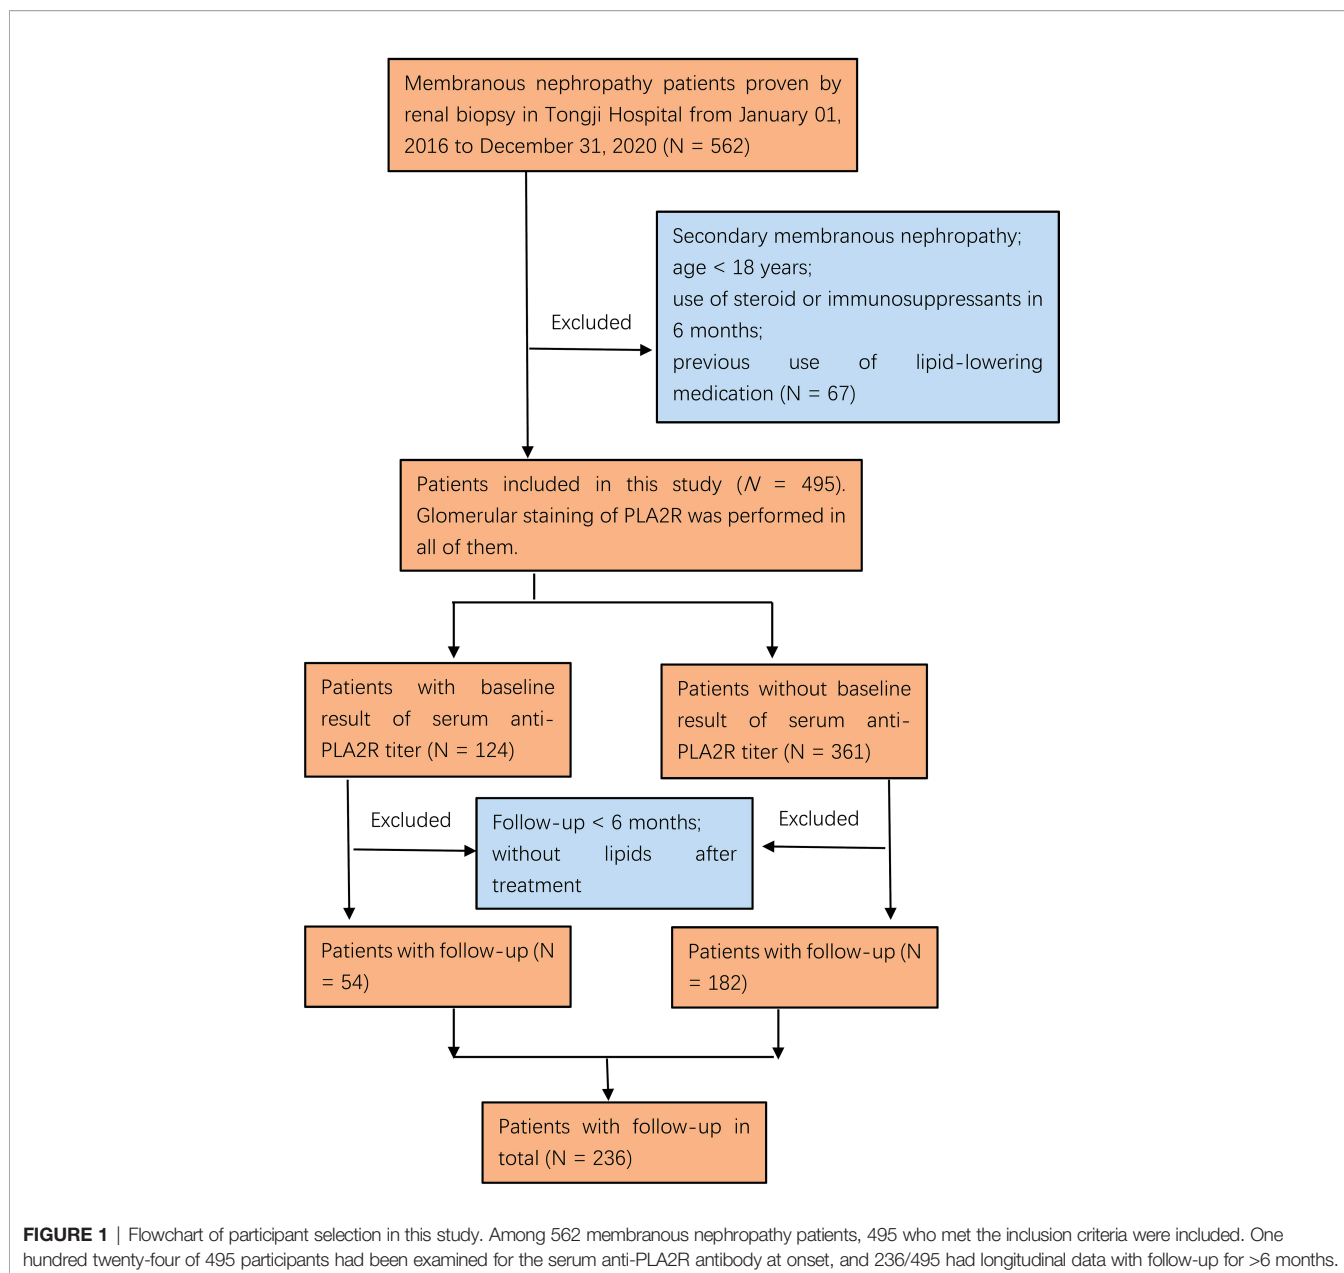 Membranous nephropathy patients proven by
renal biopsy in Tongji Hospital from January 01,
2016 to December 31, 2020 (N = 562)
Secondary membranous nephropathy;
age < 18 years;
use of steroid or immunosuppressants in
6 months;
previous use of lipid-lowering
medication (N = 67)
Excluded
Patients included in this study (N = 495).
Glomerular staining of PLA2R was performed in
all of them.
Patients with baseline
result of serum anti-
PLA2R titer (N = 124)
Patients without baseline
result of serum anti-
PLA2R titer (N = 361)
Excluded
Follow-up < 6 months;
without lipids after
treatment
Excluded
Patients with follow-up (N
= 54)
Patients with follow-up (N
= 182)
Patients with follow-up in
total (N = 236)
FIGURE 1 | Flowchart of participant selection in this study. Among 562 membranous nephropathy patients, 495 who met the inclusion criteria were included. One
hundred twenty-four of 495 participants had been examined for the serum anti-PLA2R antibody at onset, and 236/495 had longitudinal data with follow-up for >6 months.